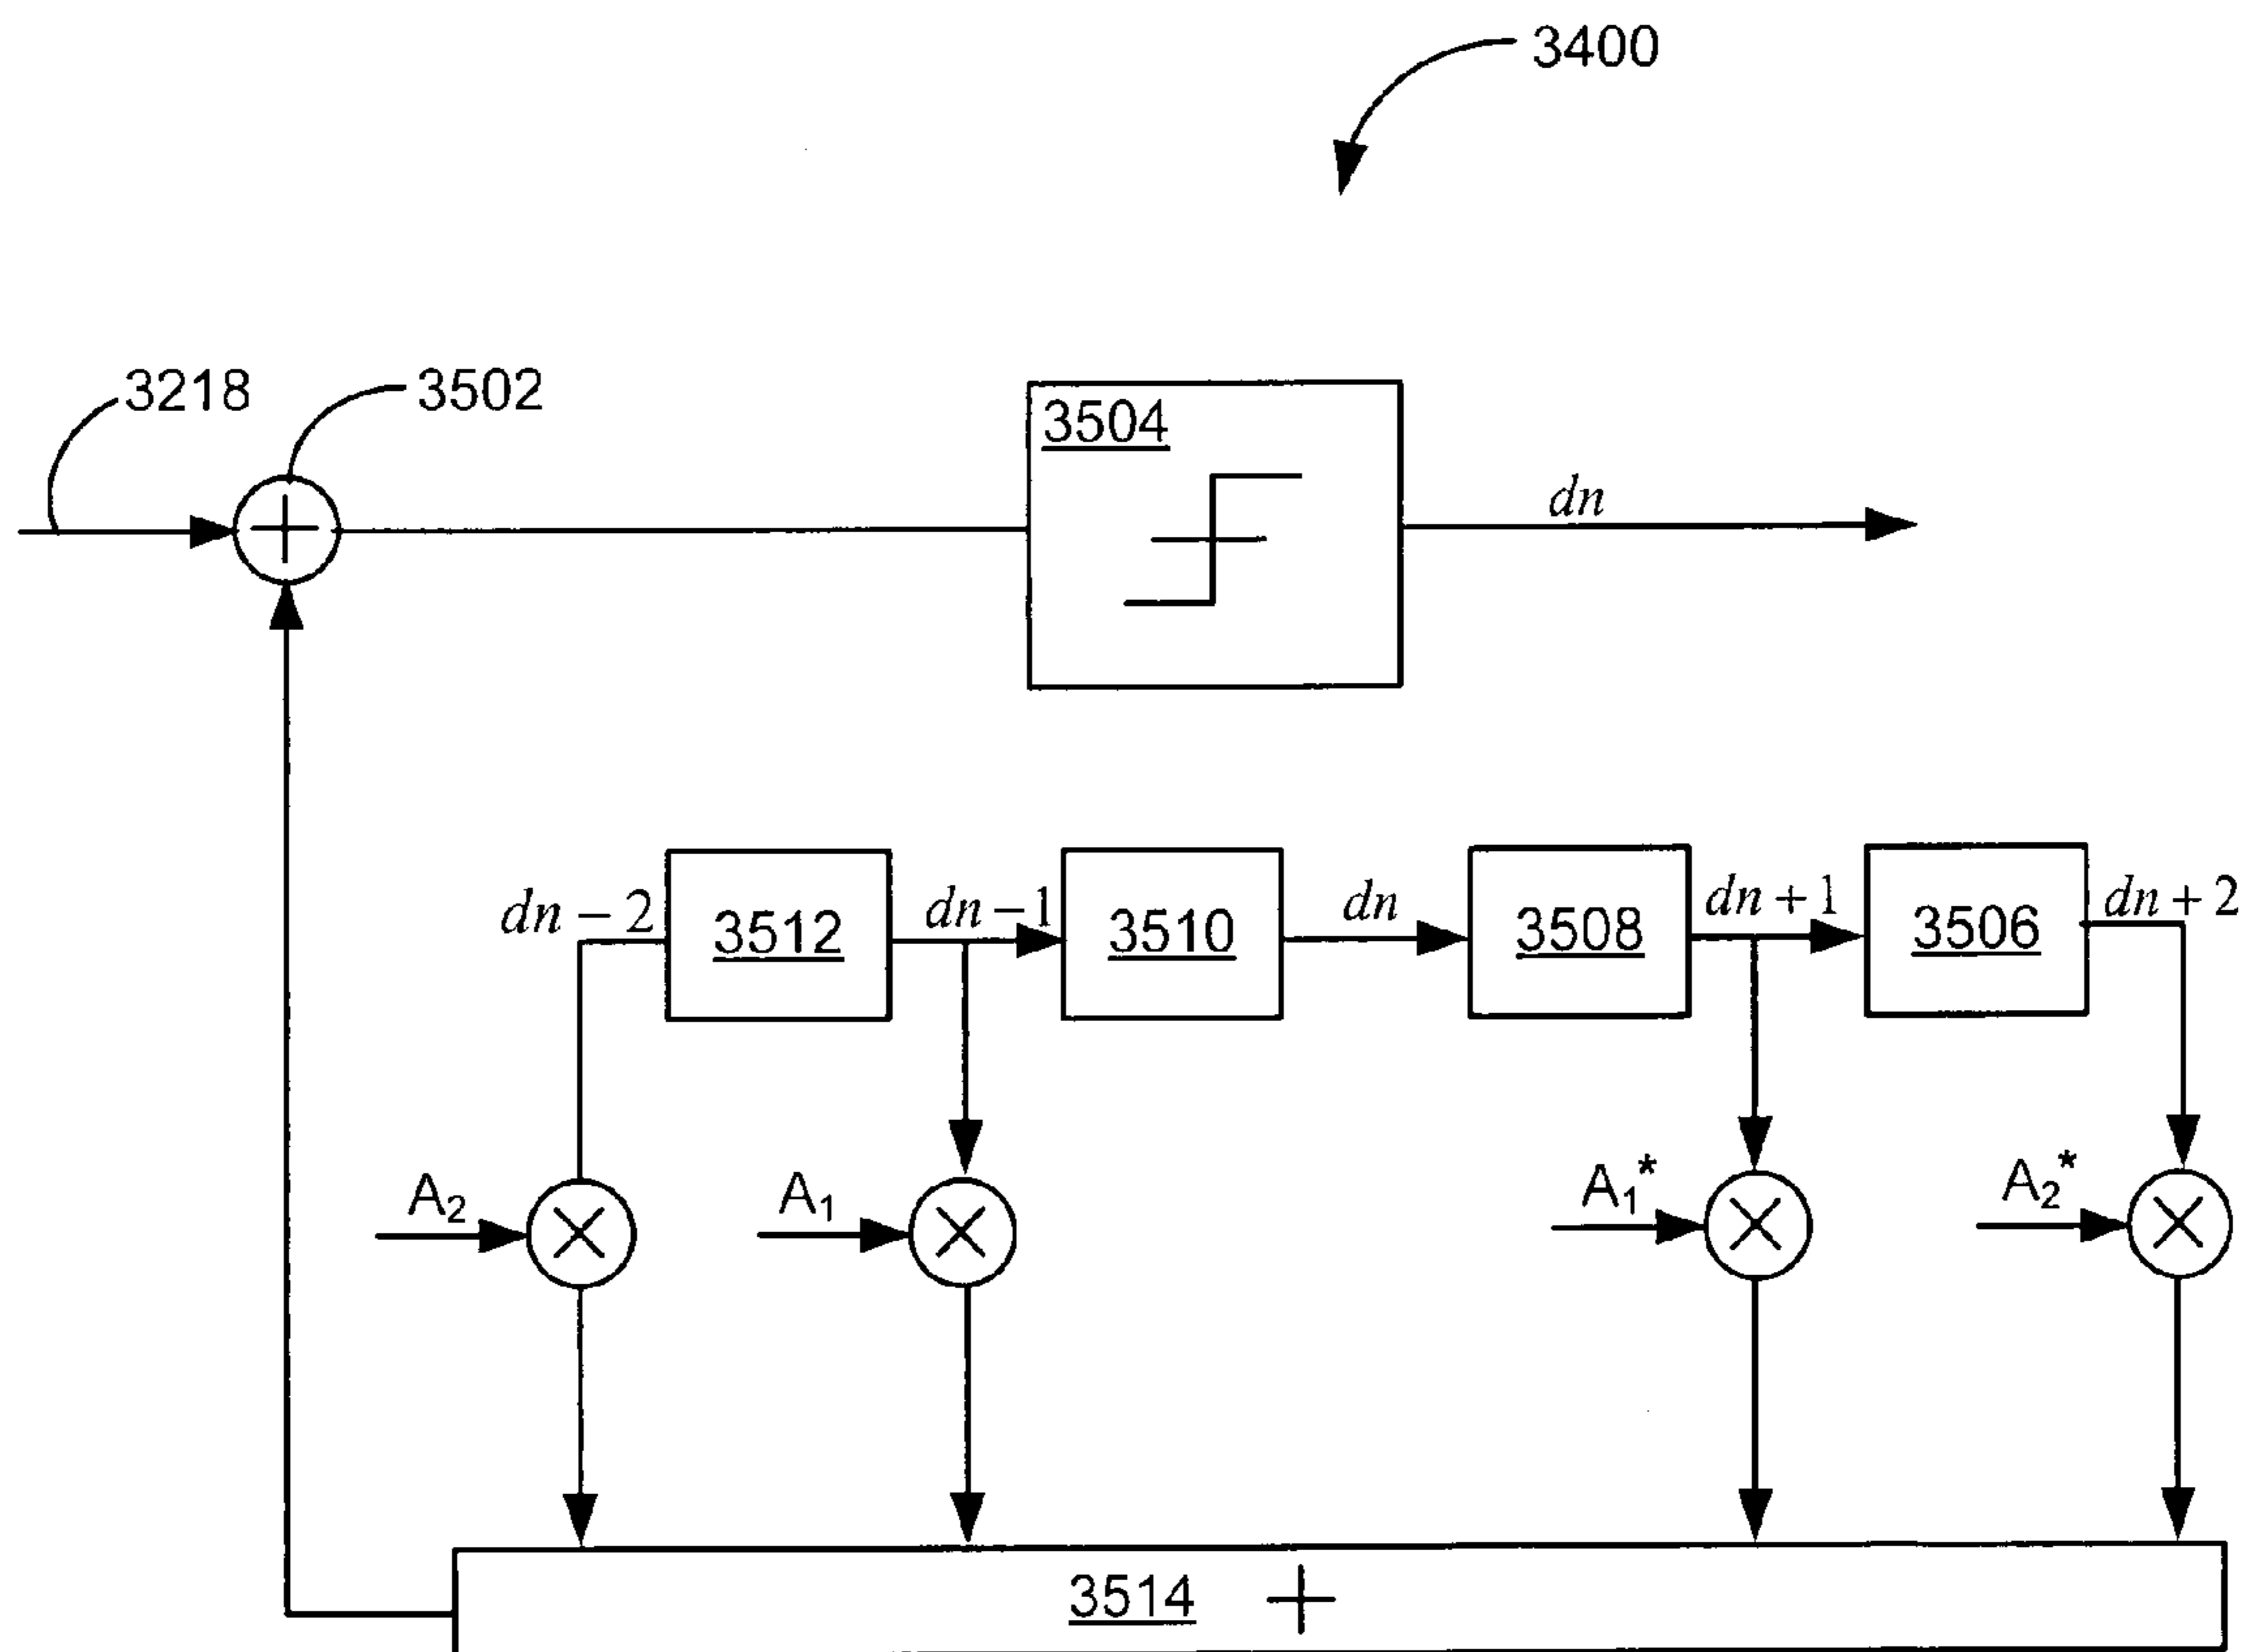 3400
3218
3502
3504
dn
dn − 2
3512
dn − 1
3510
dn
3508
dn + 1
3506
dn + 2
A₂
A₁
A₁*
A₂*
3514 +